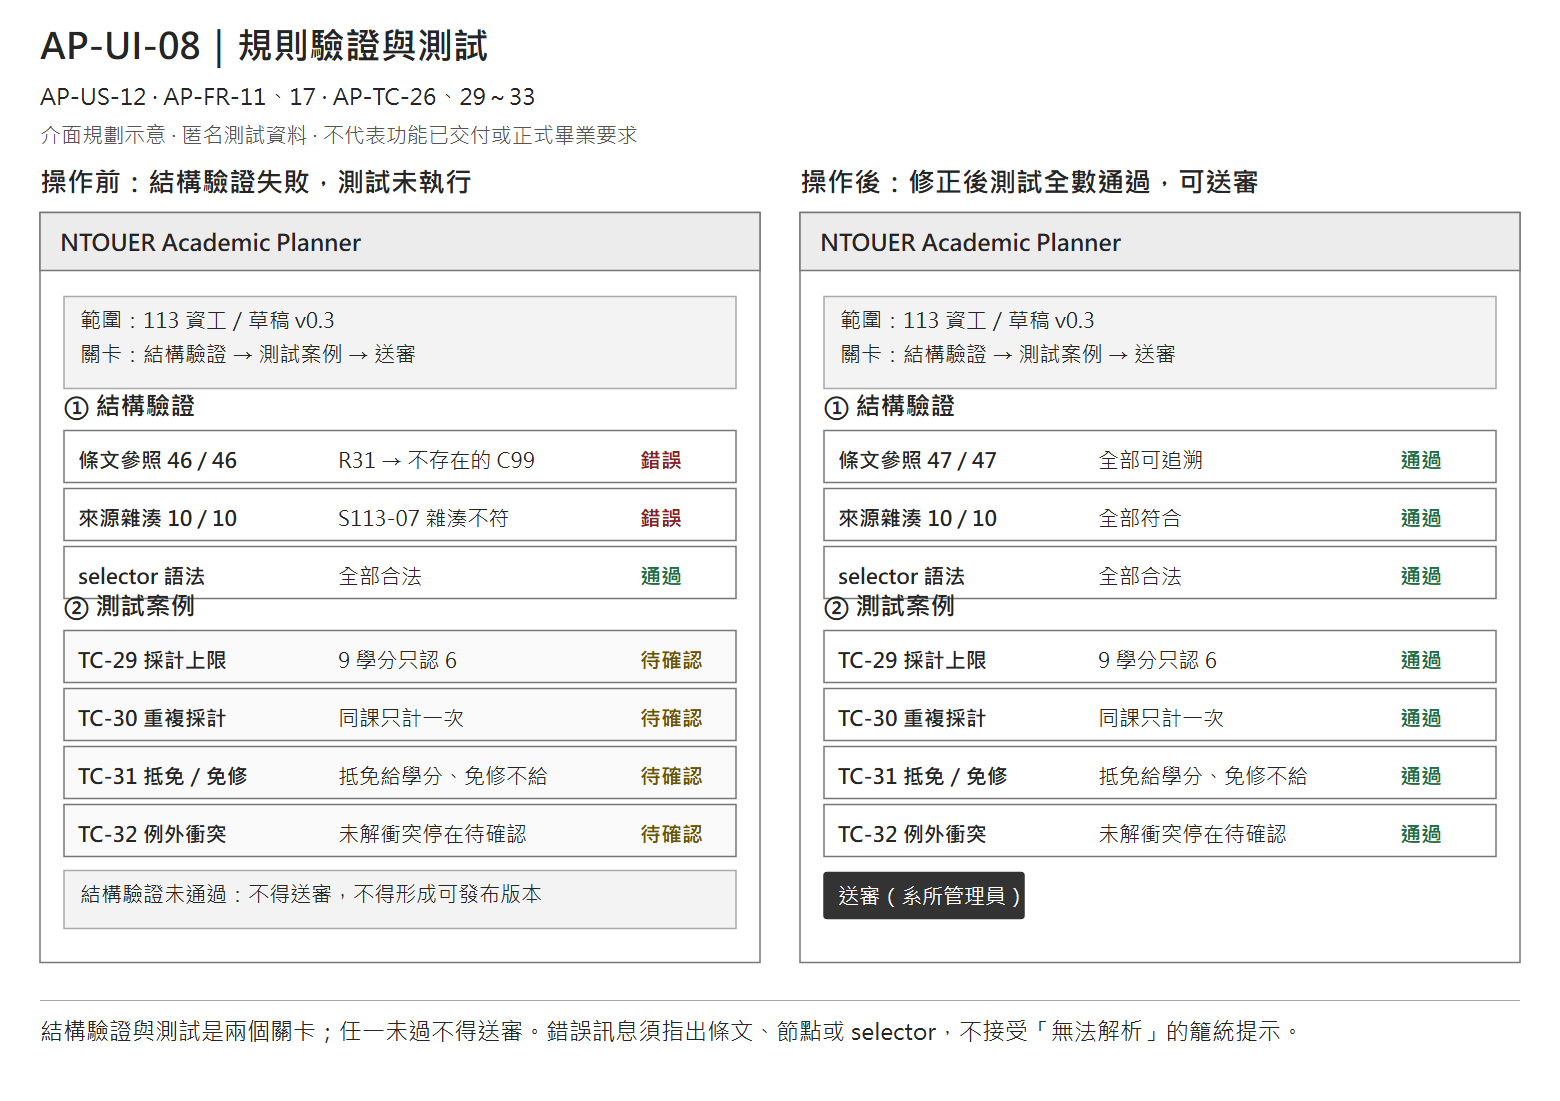 AP-UI-08｜規則驗證與測試
AP-US-12 · AP-FR-11、17 · AP-TC-26、29～33
介面規劃示意 · 匿名測試資料 · 不代表功能已交付或正式畢業要求
操作前：結構驗證失敗，測試未執行
NTOUER Academic Planner
範圍：113 資工 / 草稿 v0.3
關卡：結構驗證 → 測試案例 → 送審
① 結構驗證
條文參照 46 / 46 R31 → 不存在的 C99 錯誤
來源雜湊 10 / 10 S113-07 雜湊不符 錯誤
selector 語法 全部合法 通過
② 測試案例
TC-29 採計上限 9 學分只認 6 待確認
TC-30 重複採計 同課只計一次 待確認
TC-31 抵免 / 免修 抵免給學分、免修不給 待確認
TC-32 例外衝突 未解衝突停在待確認 待確認
結構驗證未通過：不得送審，不得形成可發布版本
操作後：修正後測試全數通過，可送審
NTOUER Academic Planner
範圍：113 資工 / 草稿 v0.3
關卡：結構驗證 → 測試案例 → 送審
① 結構驗證
條文參照 47 / 47 全部可追溯 通過
來源雜湊 10 / 10 全部符合 通過
selector 語法 全部合法 通過
② 測試案例
TC-29 採計上限 9 學分只認 6 通過
TC-30 重複採計 同課只計一次 通過
TC-31 抵免 / 免修 抵免給學分、免修不給 通過
TC-32 例外衝突 未解衝突停在待確認 通過
送審（系所管理員）
結構驗證與測試是兩個關卡；任一未過不得送審。錯誤訊息須指出條文、節點或 selector，不接受「無法解析」的籠統提示。